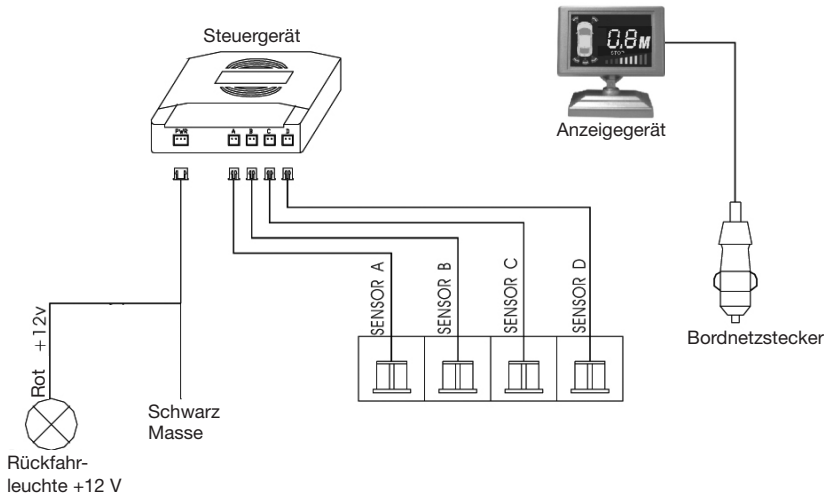 Steuergerät
0.8M
STOP
Anzeigegerät
PWR A B C D
SENSOR A
SENSOR B
SENSOR C
SENSOR D
Bordnetzstecker
Rot +12v
Schwarz
Masse
Rückfahr-
leuchte +12 V